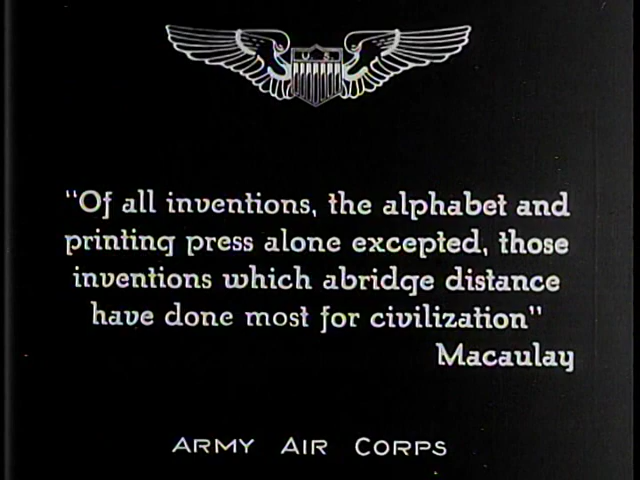 U. S.
"Of all inventions, the alphabet and
printing press alone excepted, those
inventions which abridge distance
have done most for civilization"
Macaulay
ARMY AIR CORPS